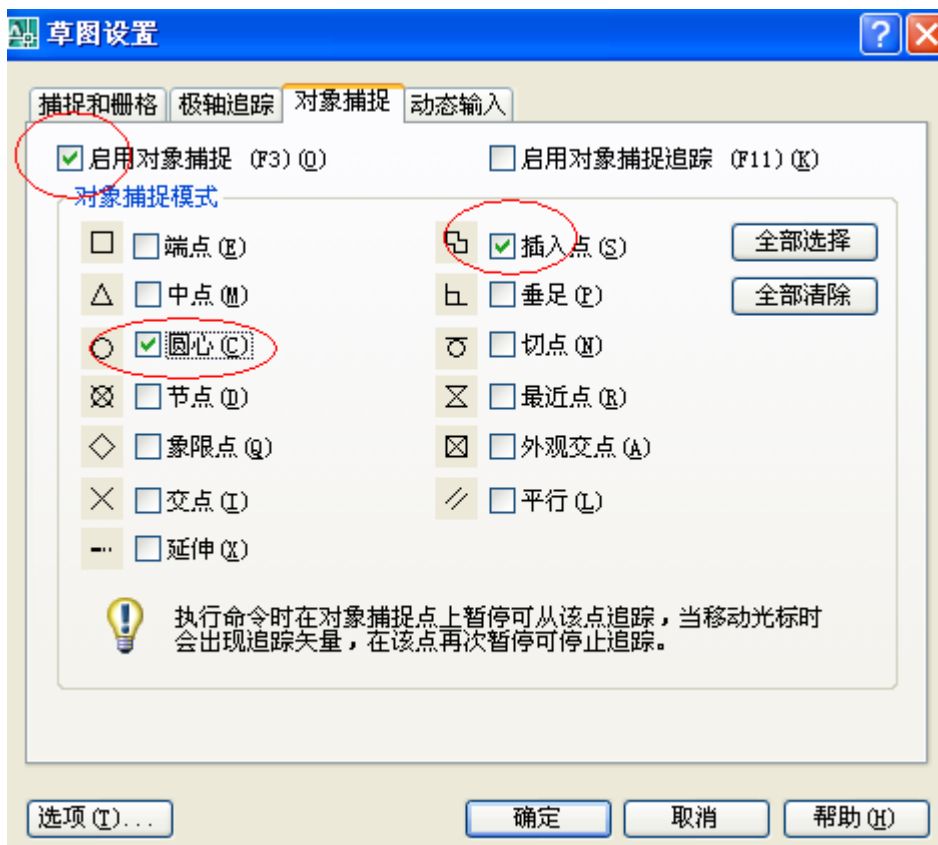 草图设置
捕捉和栅格 极轴追踪 对象捕捉 动态输入
启用对象捕捉 (F3)(O) 启用对象捕捉追踪 (F11)(K)
对象捕捉模式
端点(E) 插入点(S) 全部选择
中点(M) 垂足(P) 全部清除
圆心(C) 切点(N)
节点(D) 最近点(R)
象限点(Q) 外观交点(A)
交点(I) 平行(L)
延伸(X)
执行命令时在对象捕捉点上暂停可从该点追踪，当移动光标时
会出现追踪矢量，在该点再次暂停可停止追踪。
选项(T)... 确定 取消 帮助(H)